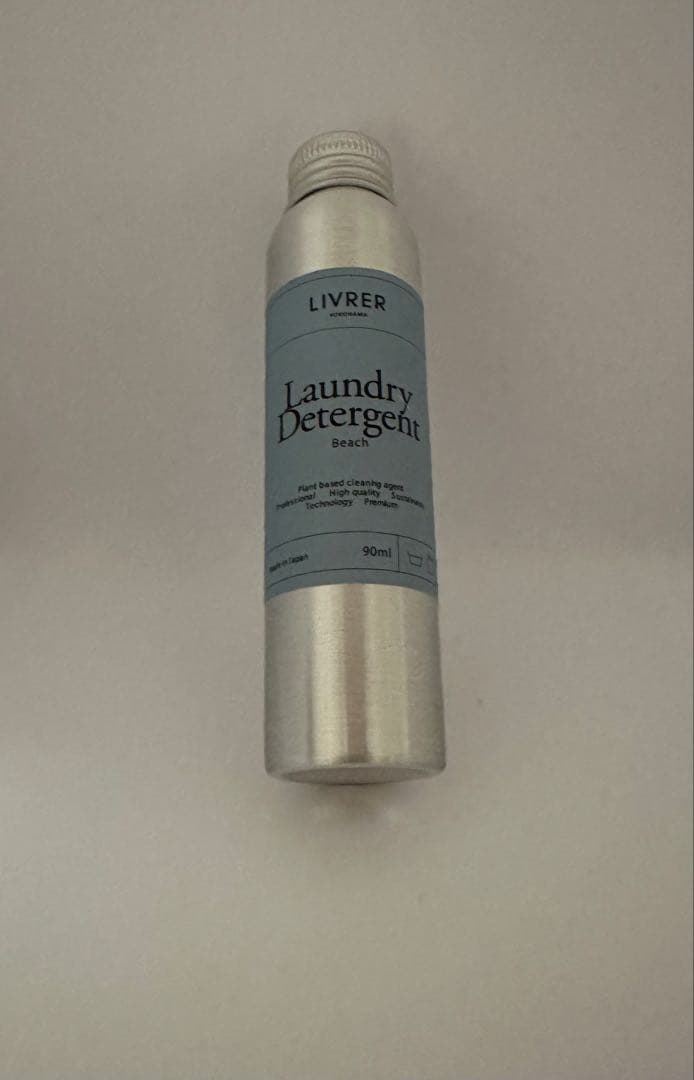 LIVRER
YOKOHAMA
Laundry
Detergent
Beach
Plant based cleaning agent
Professional High quality Sustainable
Technology Premium
Made in Japan 90ml